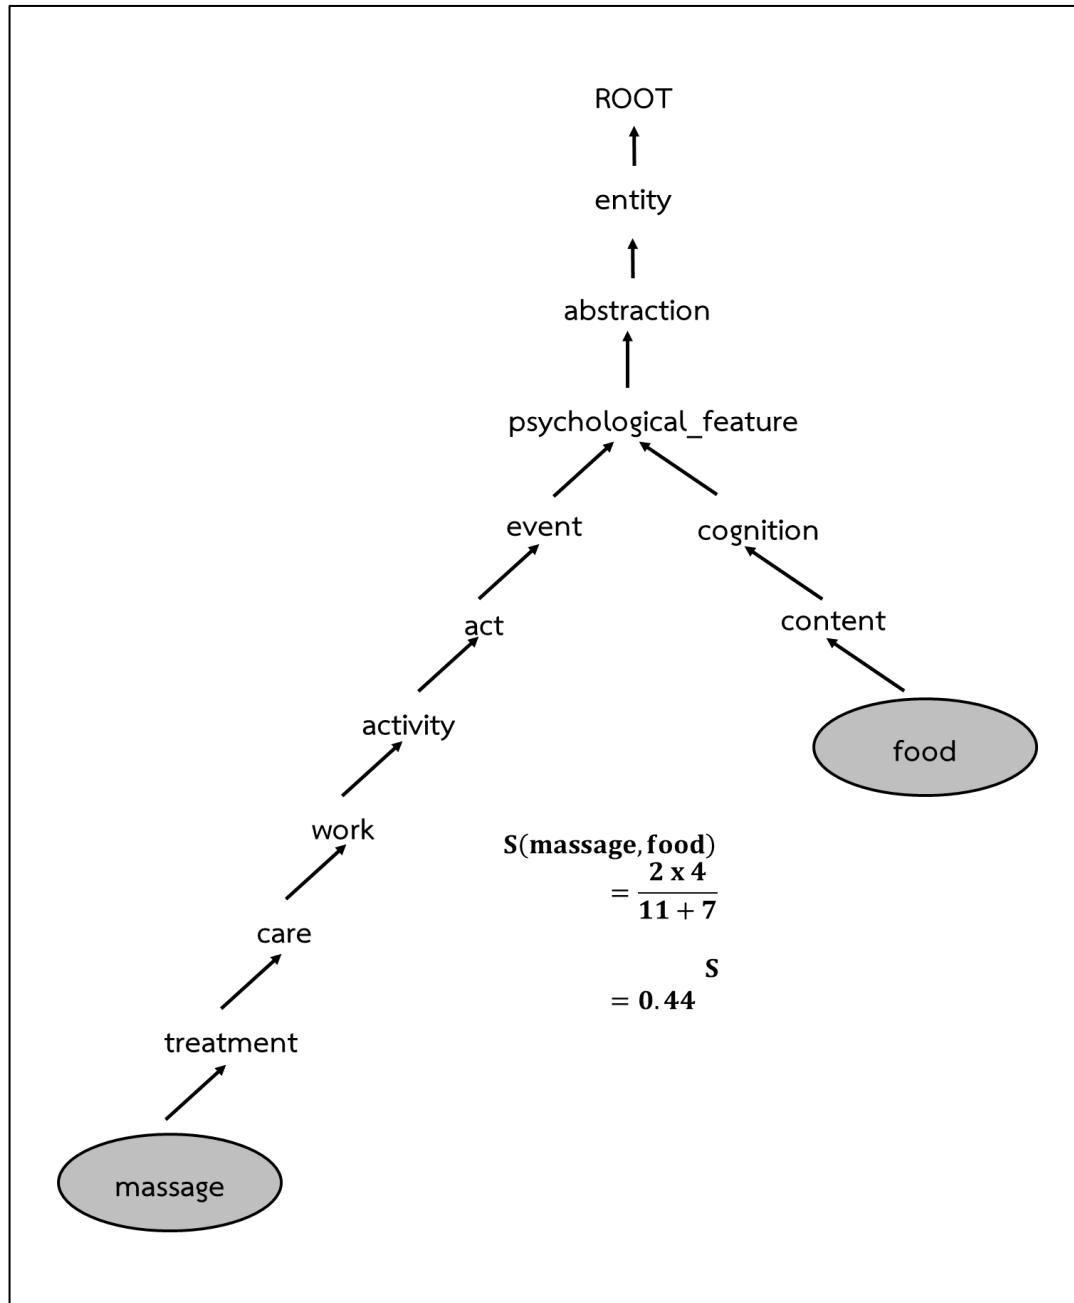 ROOT
entity
abstraction
psychological_feature
event
cognition
act
content
activity
food
work
S(massage, food)
= 2 x 4 / 11 + 7
care
S
= 0.44
treatment
massage